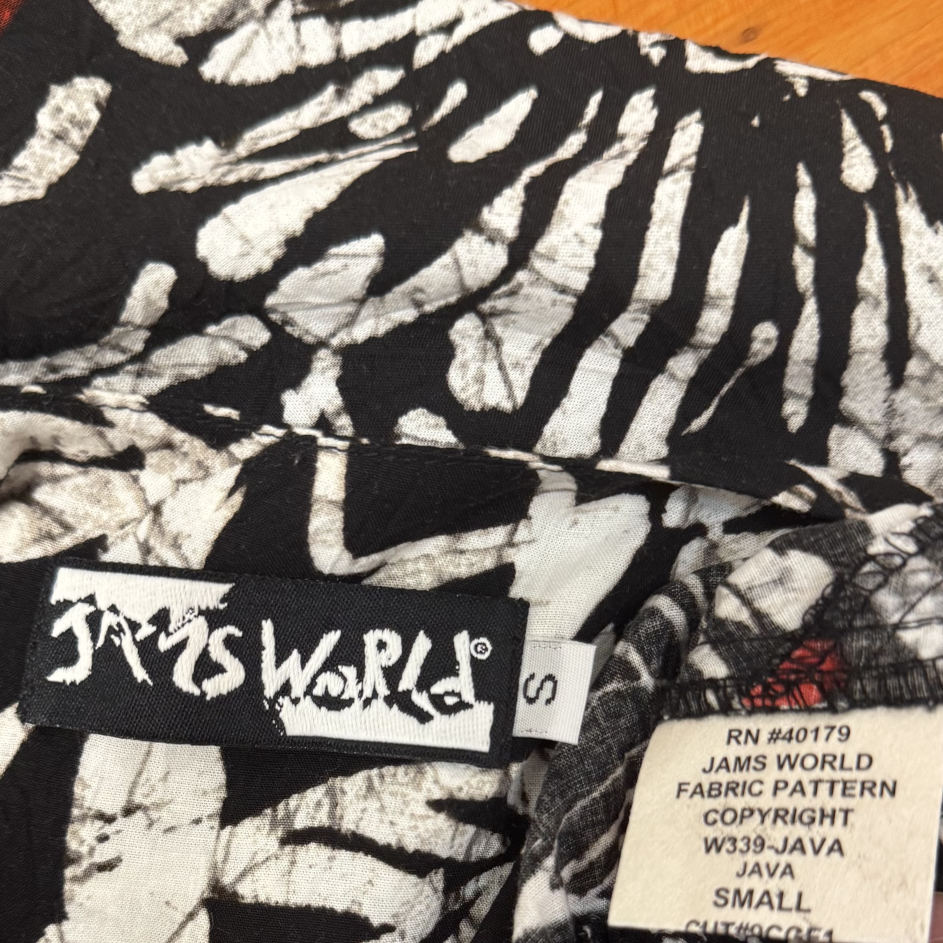 JAMS WORLD®
S
RN #40179
JAMS WORLD
FABRIC PATTERN
COPYRIGHT
W339-JAVA
JAVA
SMALL